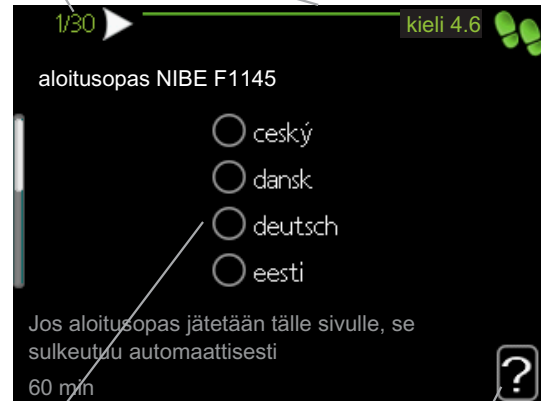 1/30
kieli 4.6
aloitusopas NIBE F1145
ceský
dansk
deutsch
eesti
Jos aloitusopas jätetään tälle sivulle, se
sulkeutuu automaattisesti
60 min
?